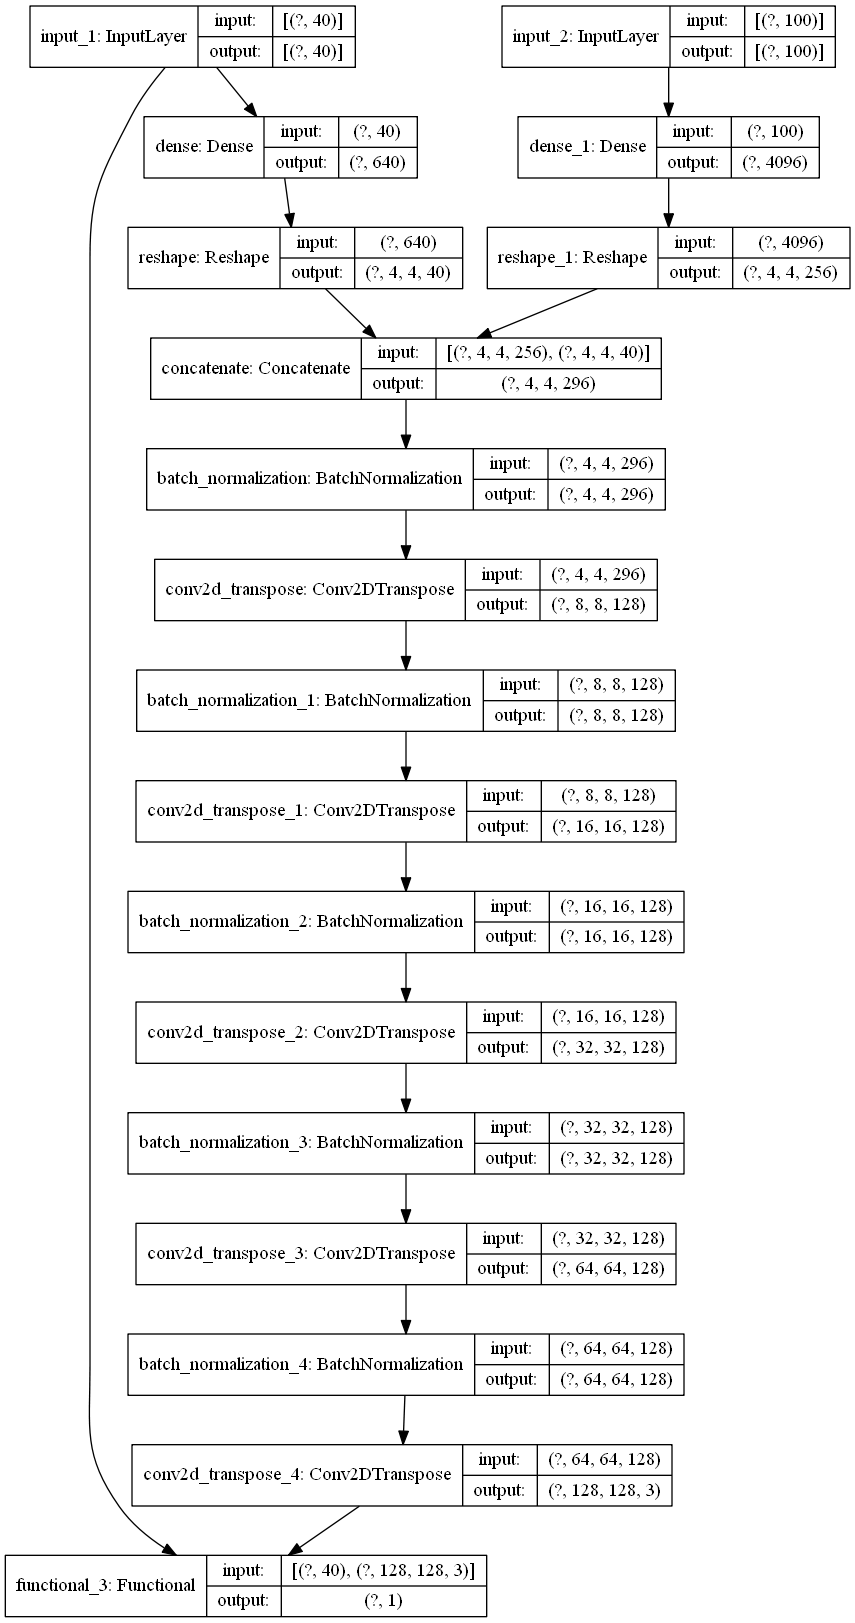 input_1: InputLayer
input: [(?, 40)]
output: [(?, 40)]
input_2: InputLayer
input: [(?, 100)]
output: [(?, 100)]
dense: Dense
input: (?, 40)
output: (?, 640)
dense_1: Dense
input: (?, 100)
output: (?, 4096)
reshape: Reshape
input: (?, 640)
output: (?, 4, 4, 40)
reshape_1: Reshape
input: (?, 4096)
output: (?, 4, 4, 256)
concatenate: Concatenate
input: [(?, 4, 4, 256), (?, 4, 4, 40)]
output: (?, 4, 4, 296)
batch_normalization: BatchNormalization
input: (?, 4, 4, 296)
output: (?, 4, 4, 296)
conv2d_transpose: Conv2DTranspose
input: (?, 4, 4, 296)
output: (?, 8, 8, 128)
batch_normalization_1: BatchNormalization
input: (?, 8, 8, 128)
output: (?, 8, 8, 128)
conv2d_transpose_1: Conv2DTranspose
input: (?, 8, 8, 128)
output: (?, 16, 16, 128)
batch_normalization_2: BatchNormalization
input: (?, 16, 16, 128)
output: (?, 16, 16, 128)
conv2d_transpose_2: Conv2DTranspose
input: (?, 16, 16, 128)
output: (?, 32, 32, 128)
batch_normalization_3: BatchNormalization
input: (?, 32, 32, 128)
output: (?, 32, 32, 128)
conv2d_transpose_3: Conv2DTranspose
input: (?, 32, 32, 128)
output: (?, 64, 64, 128)
batch_normalization_4: BatchNormalization
input: (?, 64, 64, 128)
output: (?, 64, 64, 128)
conv2d_transpose_4: Conv2DTranspose
input: (?, 64, 64, 128)
output: (?, 128, 128, 3)
functional_3: Functional
input: [(?, 40), (?, 128, 128, 3)]
output: (?, 1)